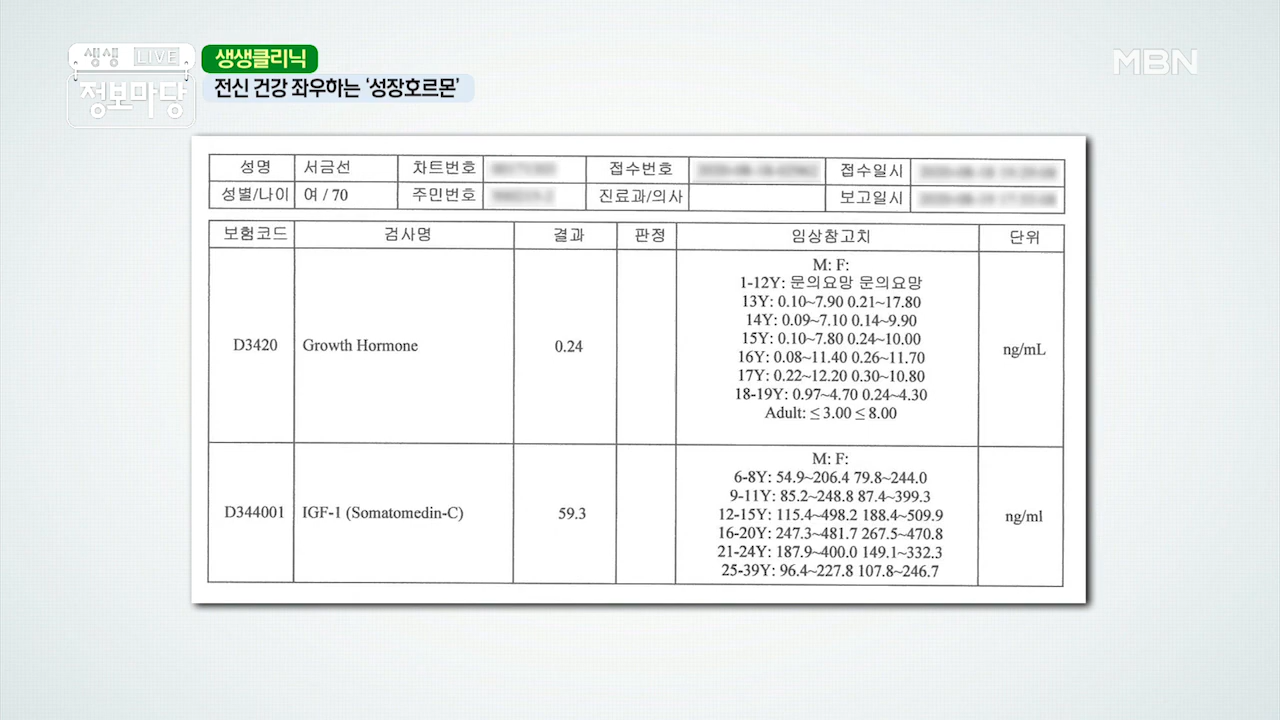 생생 LIVE
정보마당
생생클리닉
전신 건강 좌우하는 ‘성장호르몬’
MBN
성명 서금선 차트번호 접수번호 접수일시
성별/나이 여 / 70 주민번호 진료과/의사 보고일시
보험코드 검사명 결과 판정 임상참고치 단위
M: F:
1-12Y: 문의요망 문의요망
13Y: 0.10~7.90 0.21~17.80
14Y: 0.09~7.10 0.14~9.90
15Y: 0.10~7.80 0.24~10.00
D3420 Growth Hormone 0.24 ng/mL
16Y: 0.08~11.40 0.26~11.70
17Y: 0.22~12.20 0.30~10.80
18-19Y: 0.97~4.70 0.24~4.30
Adult: ≤ 3.00 ≤ 8.00
M: F:
6-8Y: 54.9~206.4 79.8~244.0
9-11Y: 85.2~248.8 87.4~399.3
D344001 IGF-1 (Somatomedin-C) 59.3 12-15Y: 115.4~498.2 188.4~509.9 ng/ml
16-20Y: 247.3~481.7 267.5~470.8
21-24Y: 187.9~400.0 149.1~332.3
25-39Y: 96.4~227.8 107.8~246.7